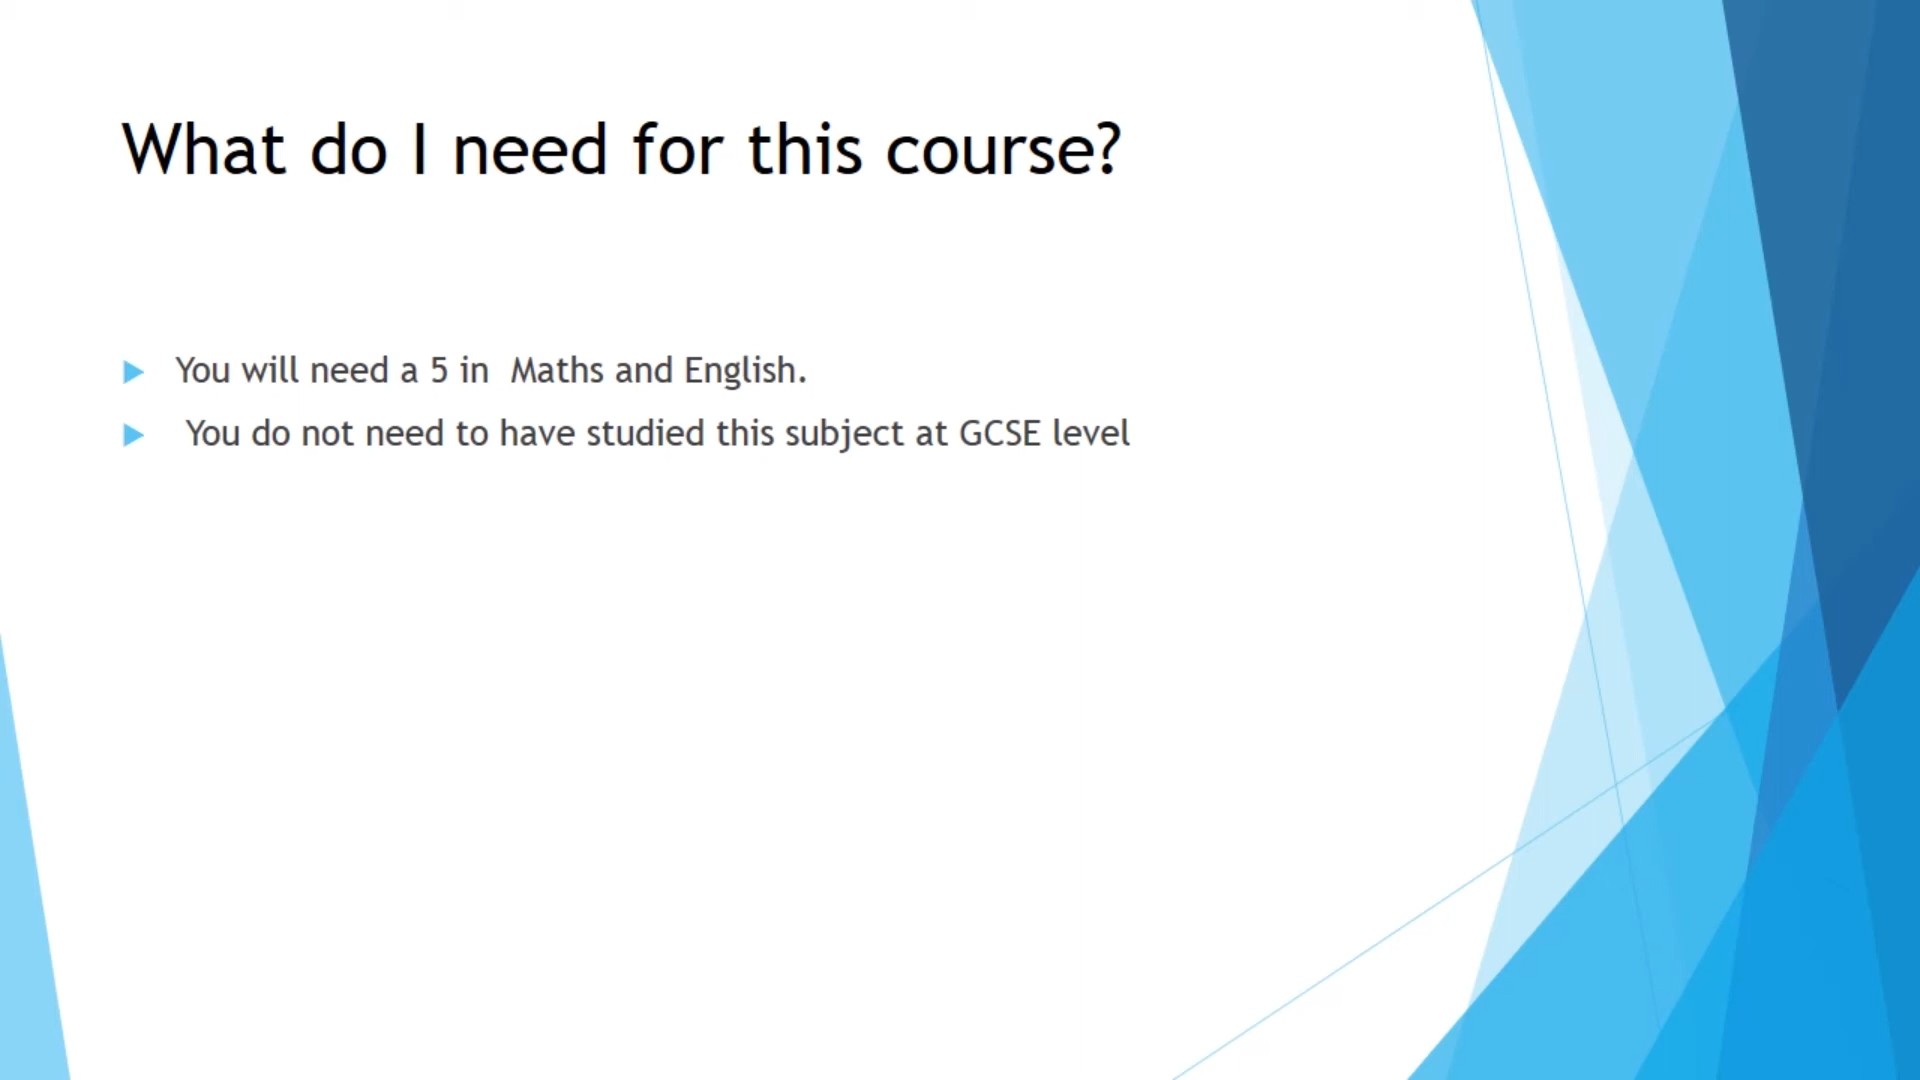 What do I need for this course?
You will need a 5 in  Maths and English.
You do not need to have studied this subject at GCSE level